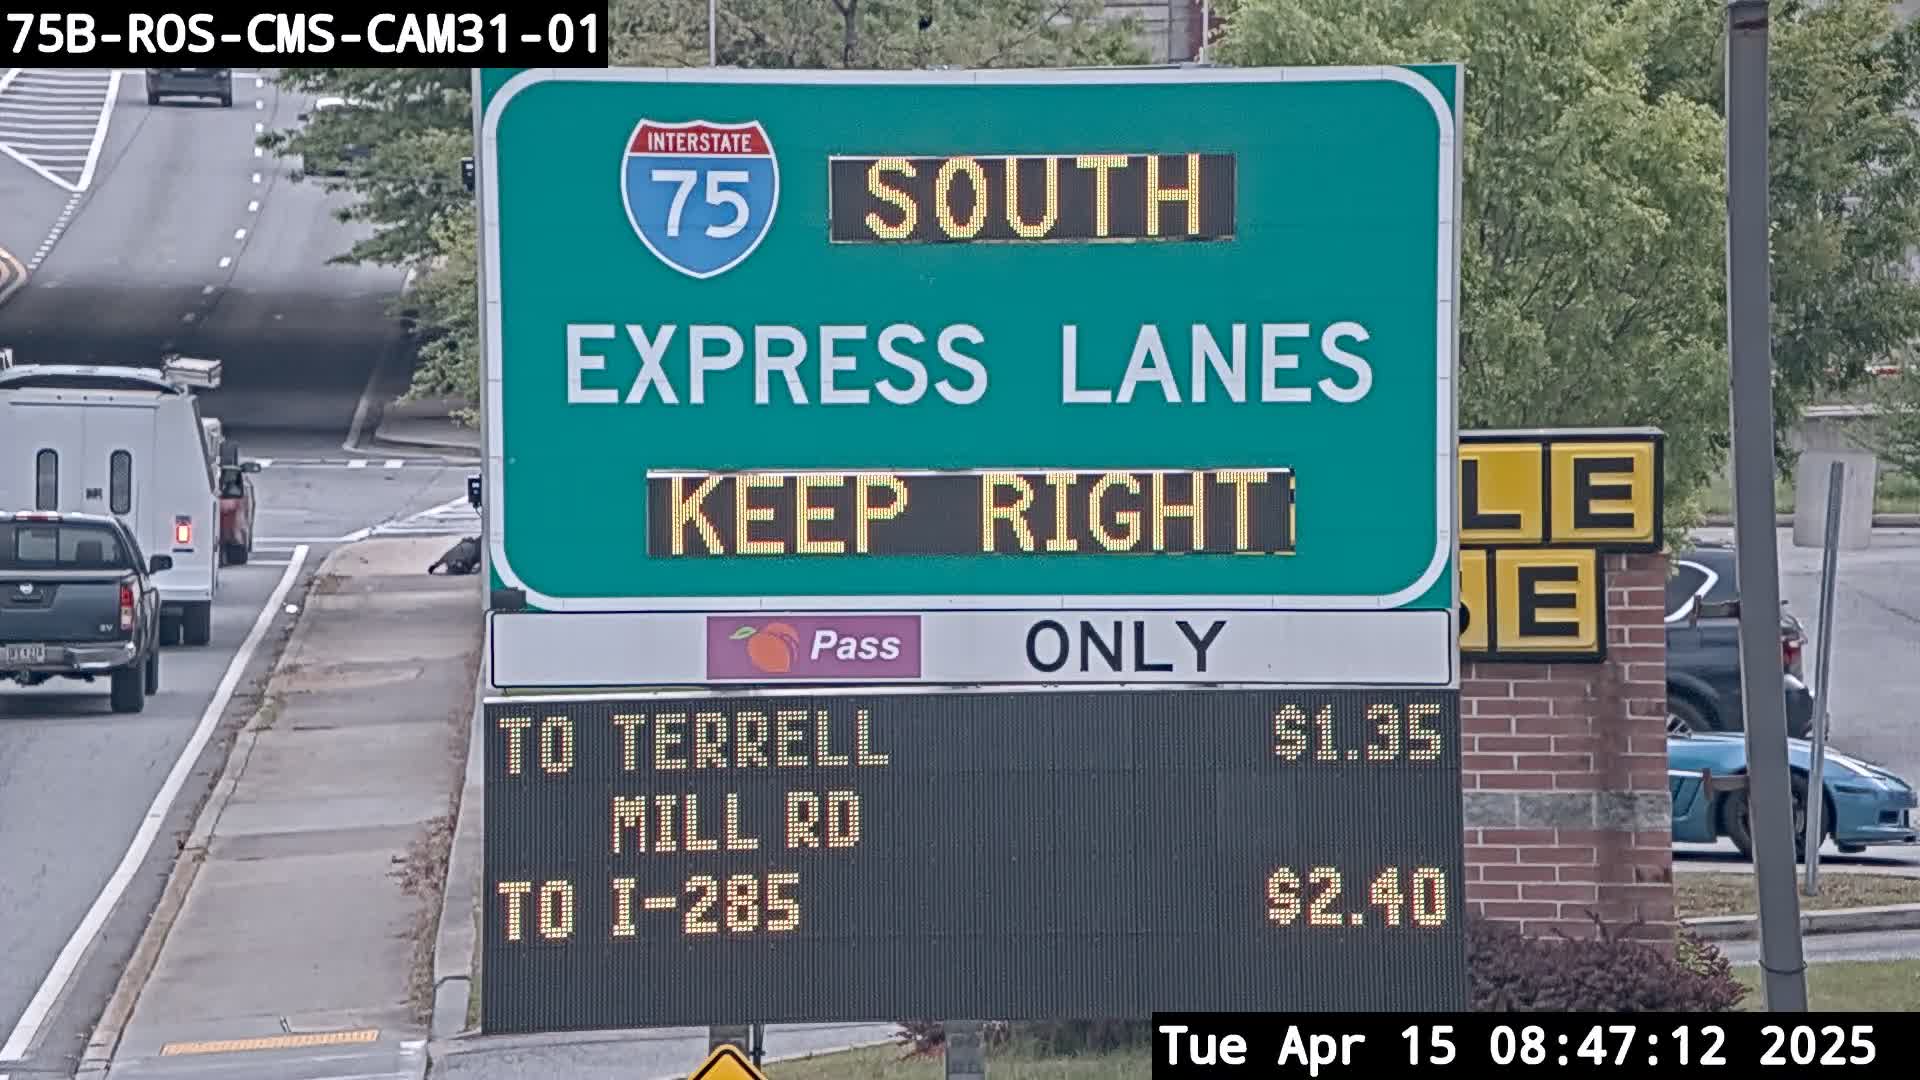 75B-ROS-CMS-CAM31-01
INTERSTATE
75
SOUTH
EXPRESS LANES
KEEP RIGHT
Pass ONLY
TO TERRELL $1.35
MILL RD
TO I-285 $2.40
LE
E
Tue Apr 15 08:47:12 2025